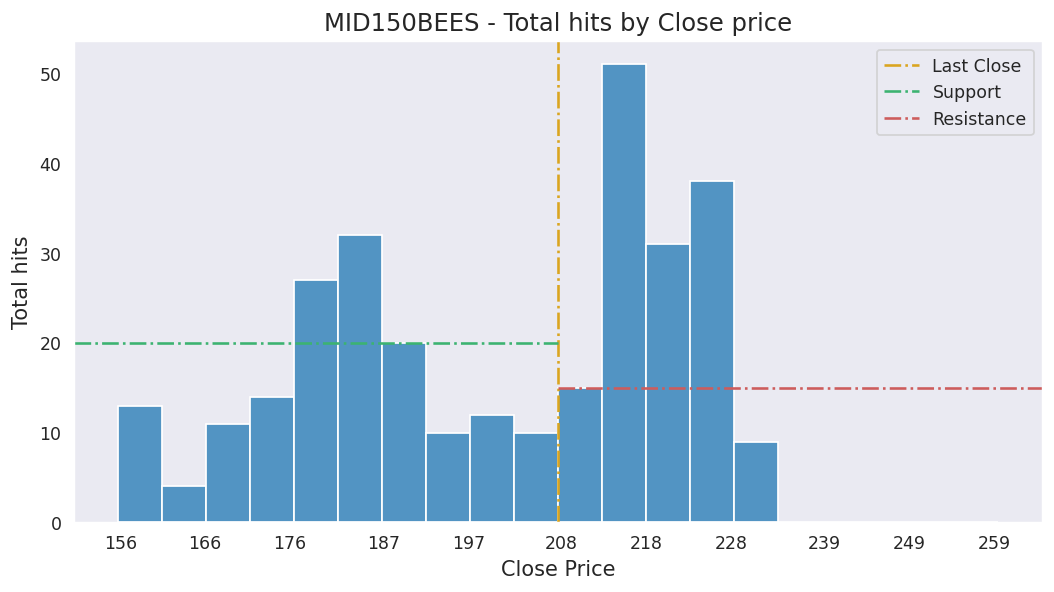 MID150BEES - Total hits by Close price
Last Close
Support
Resistance
50
40
30
20
10
0
Total hits
156 166 176 187 197 208 218 228 239 249 259
Close Price